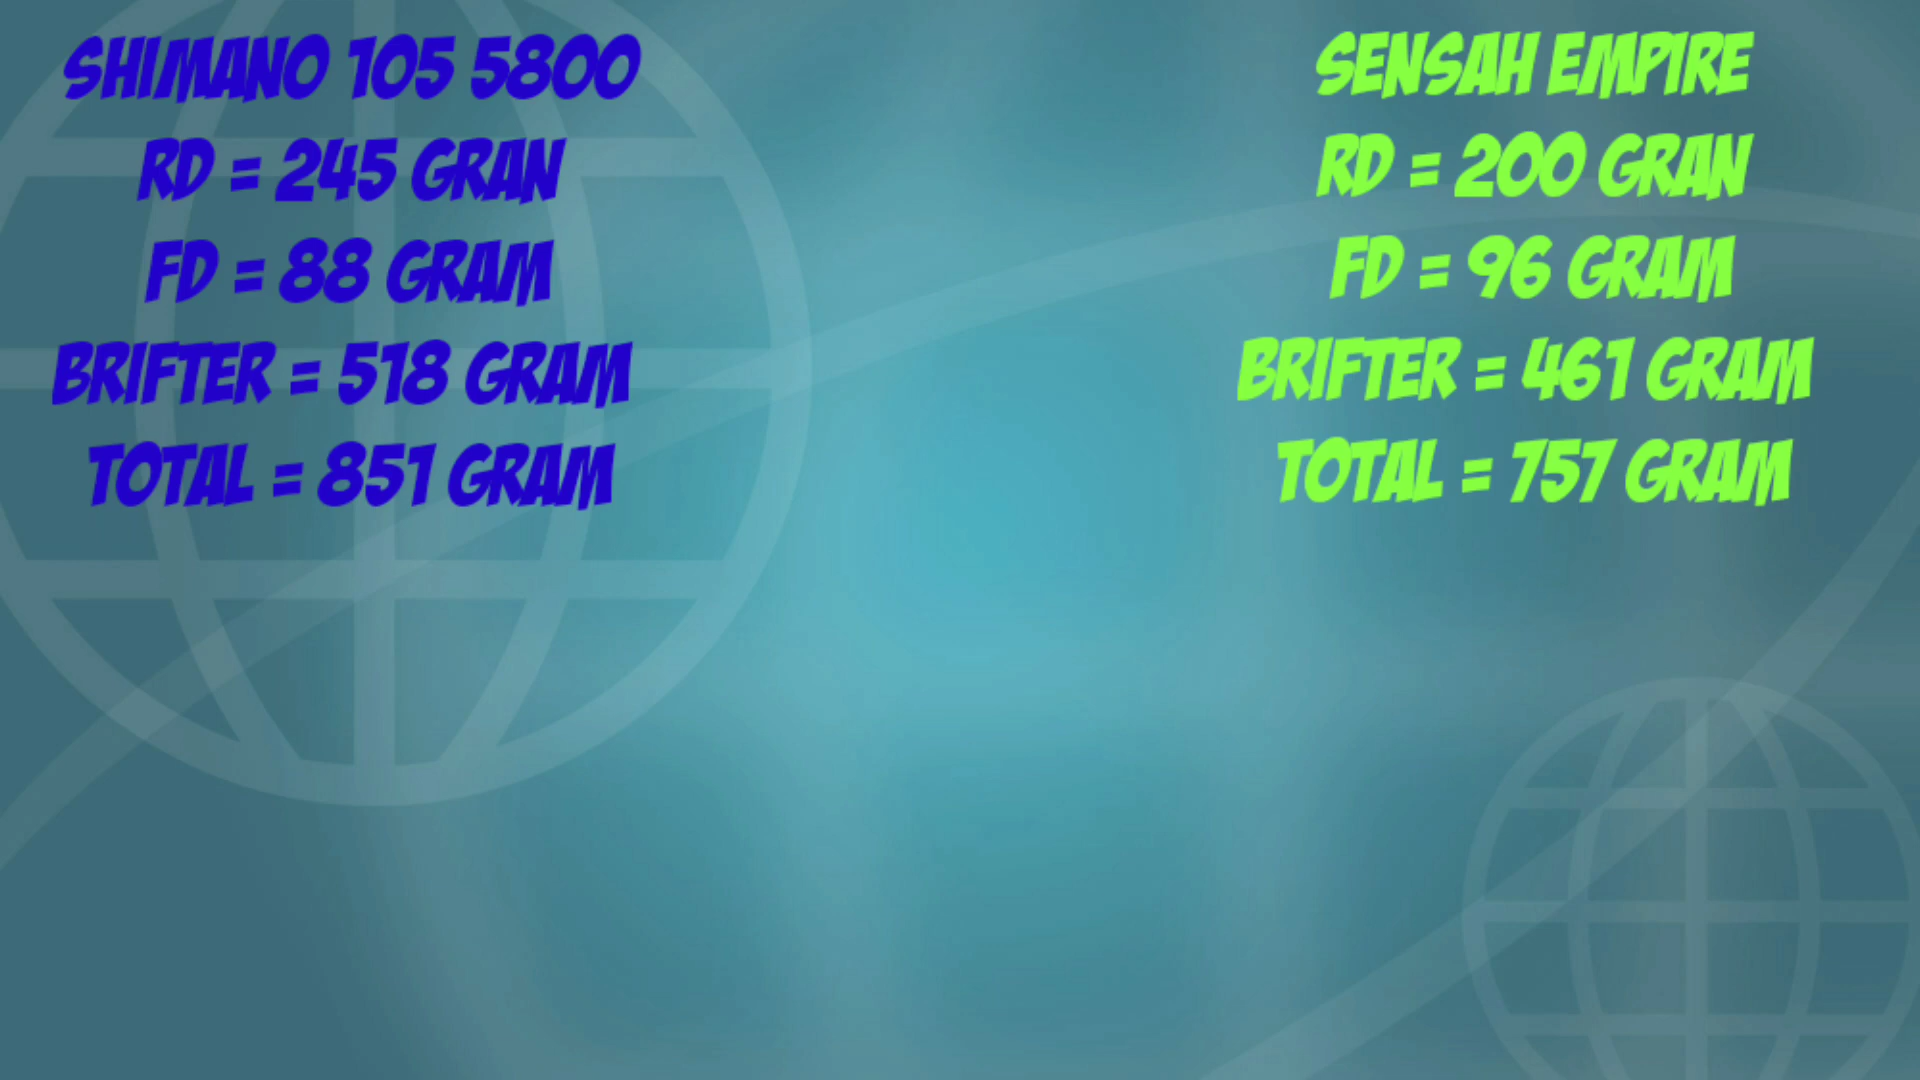 SHIMANO 105 5800
RD = 245 GRAN
FD = 88 GRAM
BRIFTER = 518 GRAM
TOTAL = 851 GRAM
SENSAH EMPIRE
RD = 200 GRAN
FD = 96 GRAM
BRIFTER = 461 GRAM
TOTAL = 757 GRAM